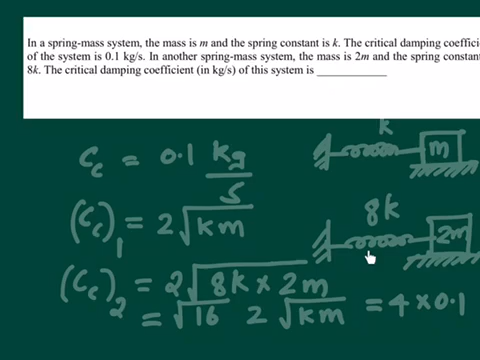 In a spring-mass system, the mass is m and the spring constant is k. The critical damping
of the system is 0.1 kg/s. In another spring-mass system, the mass is 2m and the spring
8k. The critical damping coefficient (in kg/s) of this system is ____________
k
C_c = 0.1 kg/s
m
(C_c)_1 = 2√km
8k
2m
(C_c)_2 = 2√8k × 2m
= √16 2 √km = 4 × 0.1